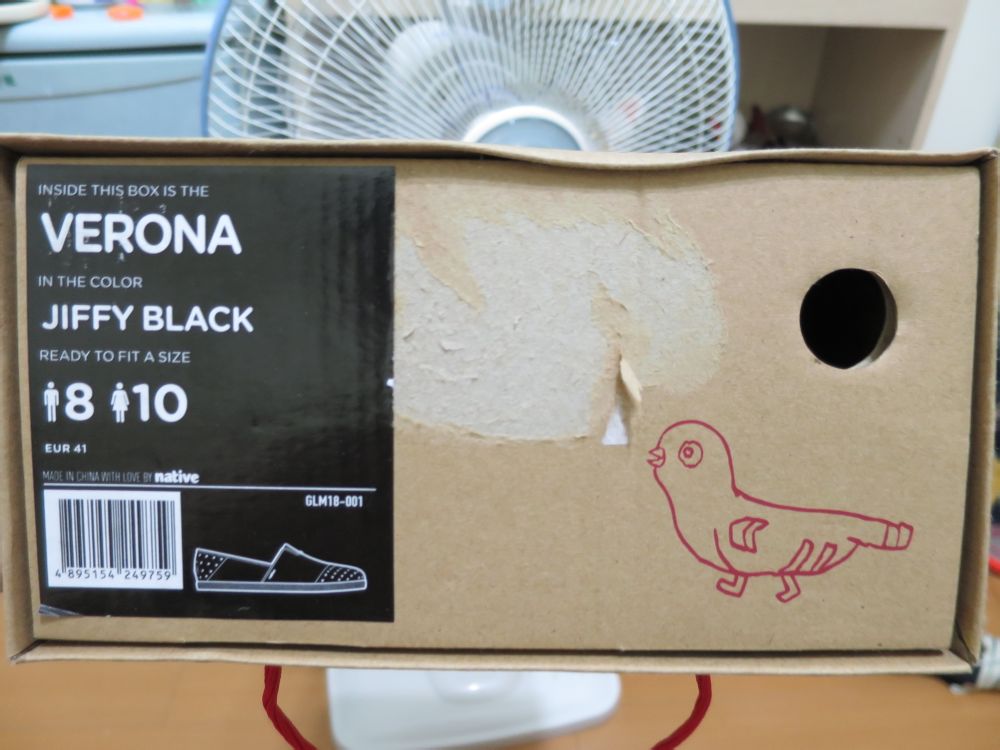 INSIDE THIS BOX IS THE
VERONA
IN THE COLOR
JIFFY BLACK
READY TO FIT A SIZE
8 10
EUR 41
MADE IN CHINA WITH LOVE BY native
GLM18-001
4 895154 249759